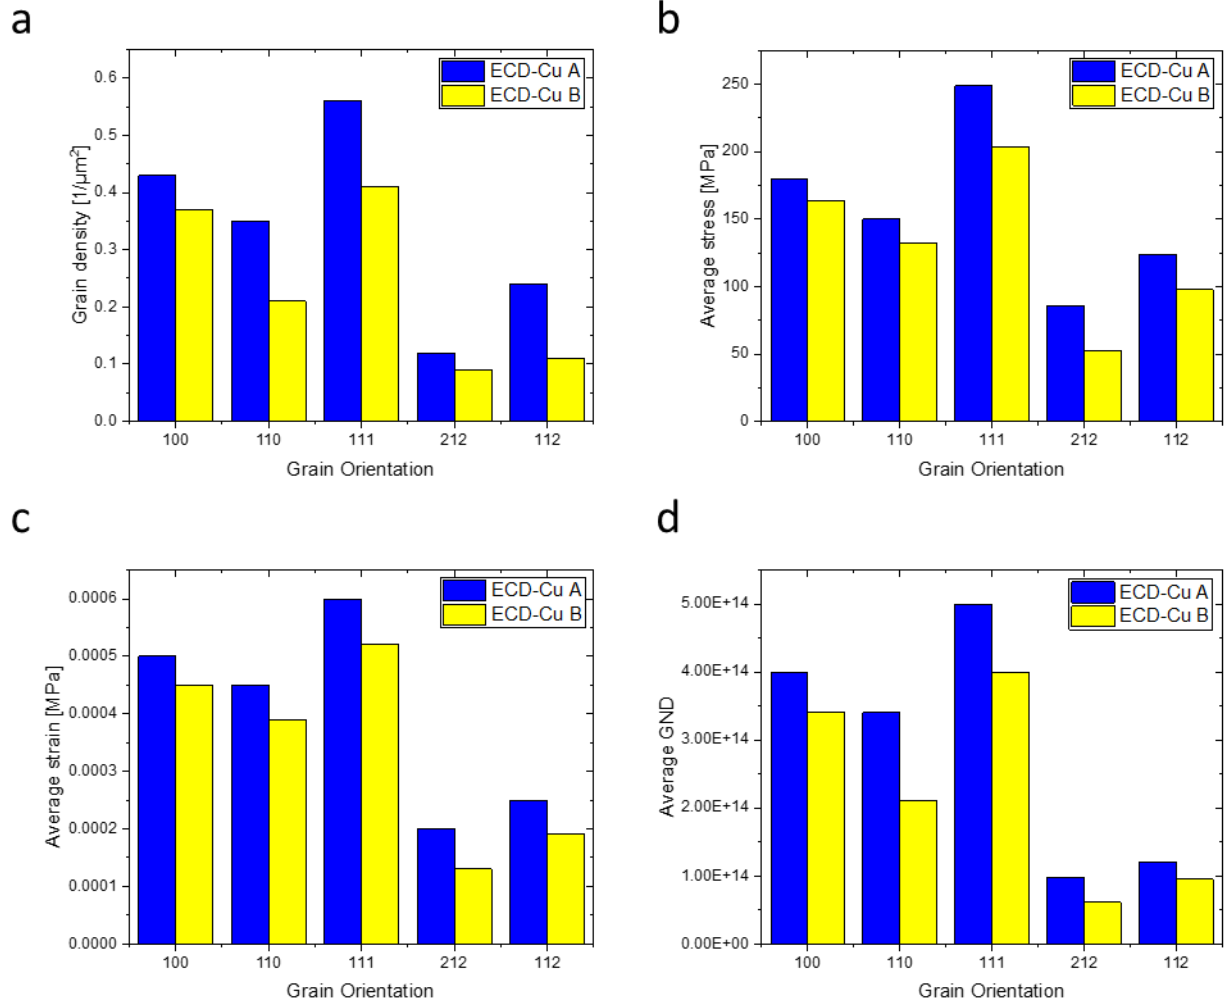 a
ECD-Cu A
ECD-Cu B
Grain density [1/µm²]
0.6
0.5
0.4
0.3
0.2
0.1
0.0
100 110 111 212 112
Grain Orientation
b
ECD-Cu A
ECD-Cu B
Average stress [MPa]
250
200
150
100
50
0
100 110 111 212 112
Grain Orientation
c
ECD-Cu A
ECD-Cu B
Average strain [MPa]
0.0006
0.0005
0.0004
0.0003
0.0002
0.0001
0.0000
100 110 111 212 112
Grain Orientation
d
ECD-Cu A
ECD-Cu B
Average GND
5.00E+14
4.00E+14
3.00E+14
2.00E+14
1.00E+14
0.00E+00
100 110 111 212 112
Grain Orientation